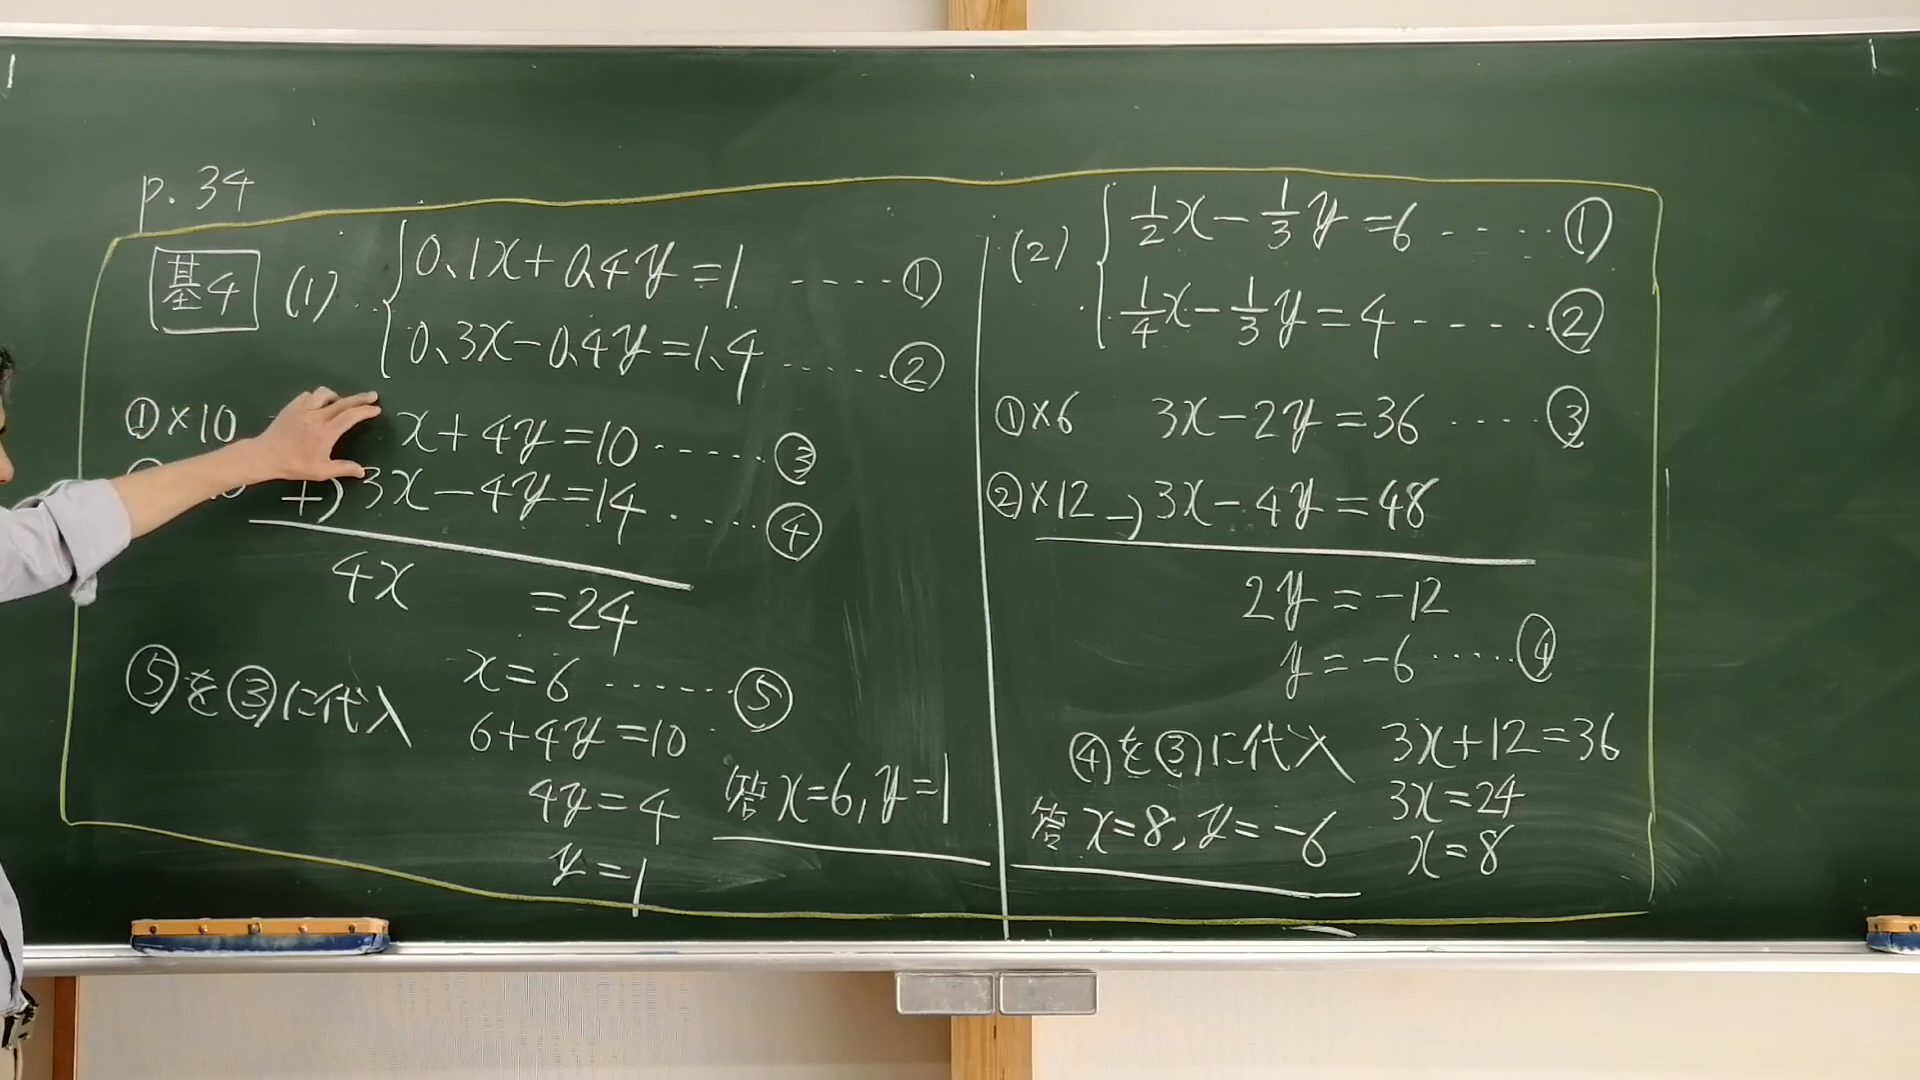 p. 34
基4 (1) 0.1x+0.4y=1 ‥‥① 
0.3x-0.4y=1.4 ‥‥‥②
①×10 x+4y=10 ‥‥‥③
+) 3x-4y=14 ‥‥④
4x =24
x=6 ‥‥‥⑤
⑤を③に代入 6+4y=10
4y=4
y=1
答 x=6, y=1
(2) 1/2x-1/3y=6 ‥‥‥①
1/4x-1/3y=4 ‥‥‥②
①×6 3x-2y=36 ‥‥③
②×12 -) 3x-4y=48
2y=-12
y=-6 ‥‥‥④
④を③に代入 3x+12=36
3x=24
x=8
答 x=8, y=-6